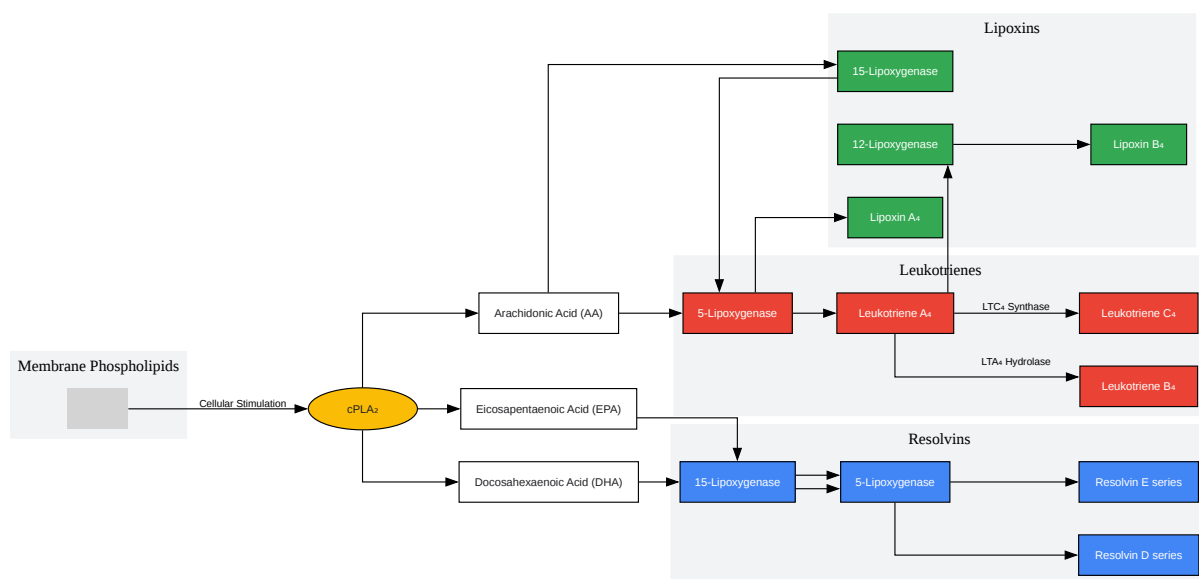 Lipoxins
15-Lipoxygenase
12-Lipoxygenase
Lipoxin B₄
Lipoxin A₄
Leukotrienes
Arachidonic Acid (AA)
5-Lipoxygenase
Leukotriene A₄
LTC₄ Synthase
Leukotriene C₄
LTA₄ Hydrolase
Leukotriene B₄
Membrane Phospholipids
Cellular Stimulation
cPLA₂
Eicosapentaenoic Acid (EPA)
Resolvins
Docosahexaenoic Acid (DHA)
15-Lipoxygenase
5-Lipoxygenase
Resolvin E series
Resolvin D series